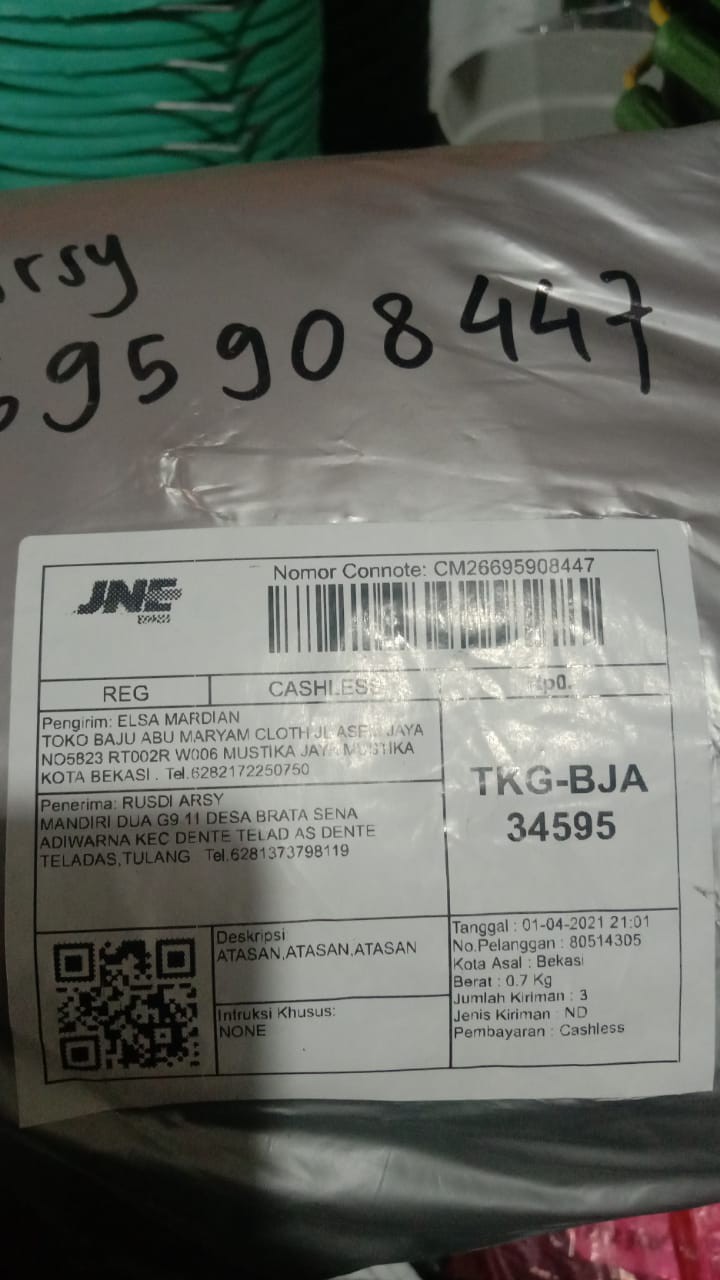 rsy
95908447
JNE
EXPRESS
Nomor Connote: CM26695908447
REG
CASHLESS
Rp0.
Pengirim: ELSA MARDIAN
TOKO BAJU ABU MARYAM CLOTH JL ASEM JAYA
NO5823 RT002R W006 MUSTIKA JAYA MUSTIKA
KOTA BEKASI . Tel.6282172250750
Penerima: RUSDI ARSY
MANDIRI DUA G9 11 DESA BRATA SENA
ADIWARNA KEC DENTE TELAD AS DENTE
TELADAS,TULANG Tel.6281373798119
TKG-BJA
34595
Deskripsi
ATASAN,ATASAN,ATASAN
Intruksi Khusus:
NONE
Tanggal : 01-04-2021 21:01
No.Pelanggan : 80514305
Kota Asal : Bekasi
Berat : 0.7 Kg
Jumlah Kiriman : 3
Jenis Kiriman : ND
Pembayaran : Cashless